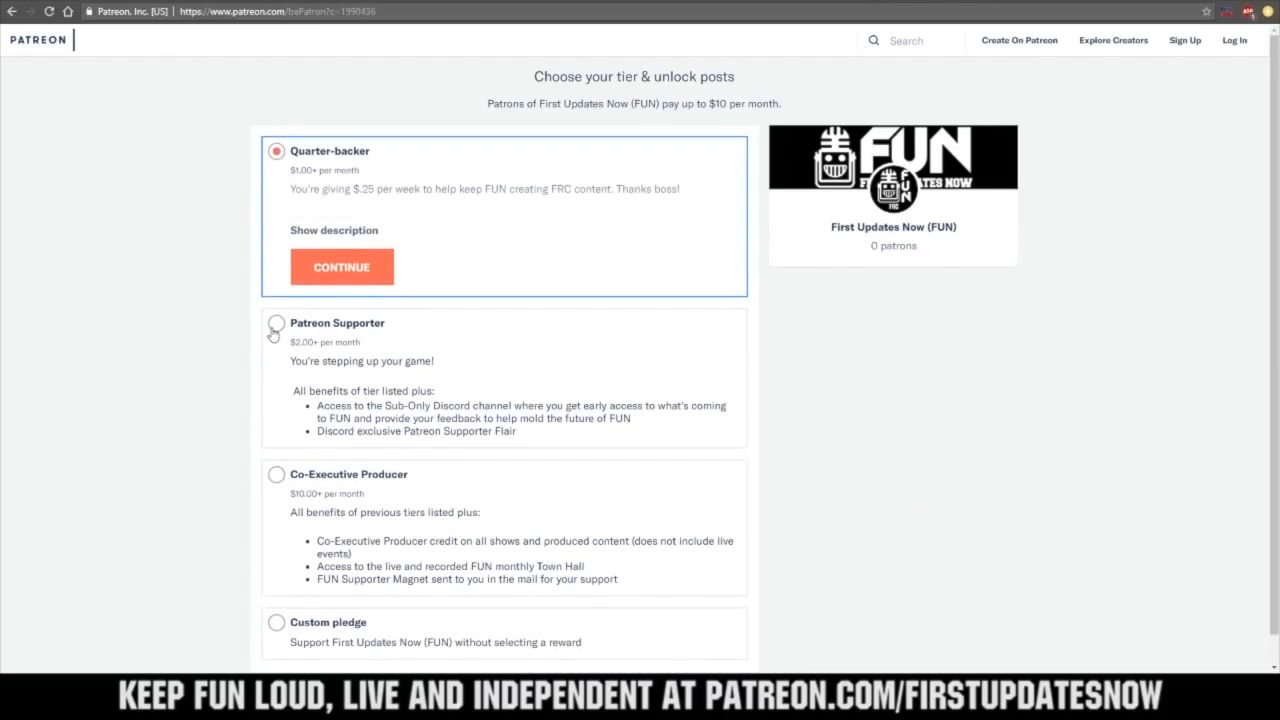 Patreon, Inc. [US] | https://www.patreon.com/bePatron?c=1990436
PATREON
Search
Create On Patreon
Explore Creators
Sign Up
Log In
Choose your tier & unlock posts
Patrons of First Updates Now (FUN) pay up to $10 per month.
Quarter-backer
$1.00+ per month
You're giving $.25 per week to help keep FUN creating FRC content. Thanks boss!
Show description
CONTINUE
FUN
First Updates Now (FUN)
0 patrons
Patreon Supporter
$2.00+ per month
You're stepping up your game!
All benefits of tier listed plus:
• Access to the Sub-Only Discord channel where you get early access to what's coming
to FUN and provide your feedback to help mold the future of FUN
• Discord exclusive Patreon Supporter Flair
Co-Executive Producer
$10.00+ per month
All benefits of previous tiers listed plus:
• Co-Executive Producer credit on all shows and produced content (does not include live
events)
• Access to the live and recorded FUN monthly Town Hall
• FUN Supporter Magnet sent to you in the mail for your support
Custom pledge
Support First Updates Now (FUN) without selecting a reward
KEEP FUN LOUD, LIVE AND INDEPENDENT AT PATREON.COM/FIRSTUPDATESNOW